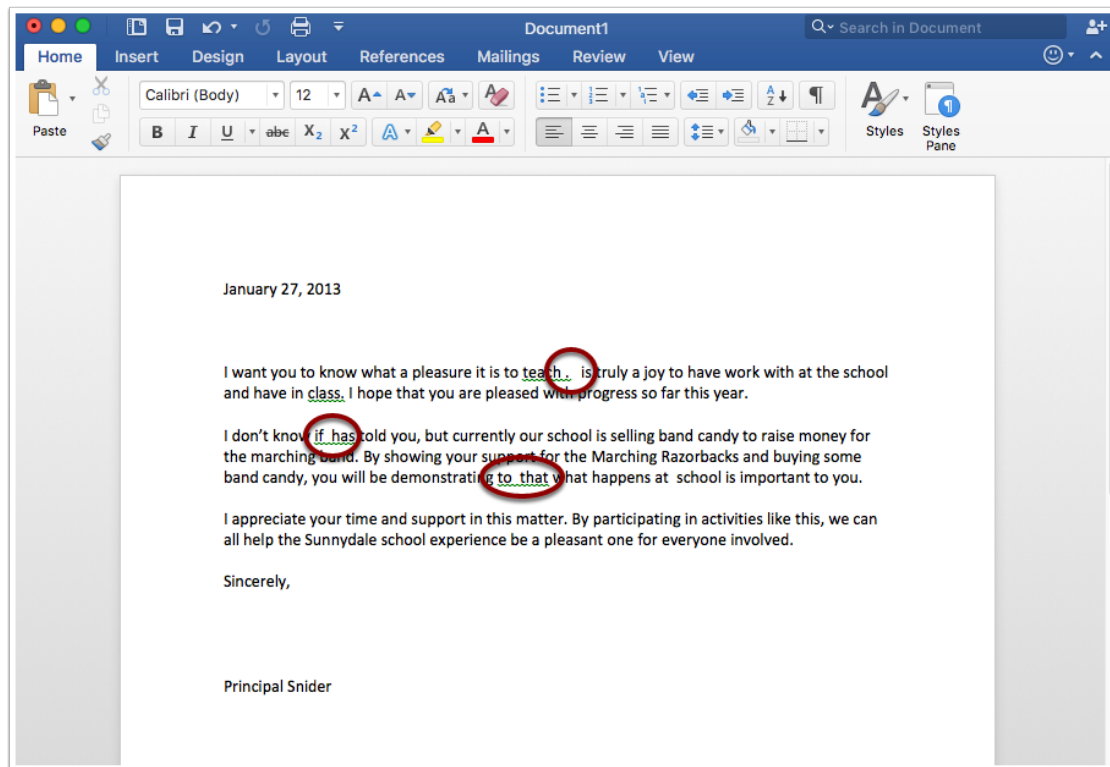 Document1
Search in Document
Home Insert Design Layout References Mailings Review View
Paste
Calibri (Body) 12
B I U abc X2 X2 A A
Styles
Styles
Pane
January 27, 2013
I want you to know what a pleasure it is to teach .  is truly a joy to have work with at the school
and have in class. I hope that you are pleased with progress so far this year.
I don't know if  has told you, but currently our school is selling band candy to raise money for
the marching band. By showing your support for the Marching Razorbacks and buying some
band candy, you will be demonstrating to  that what happens at  school is important to you.
I appreciate your time and support in this matter. By participating in activities like this, we can
all help the Sunnydale school experience be a pleasant one for everyone involved.
Sincerely,
Principal Snider